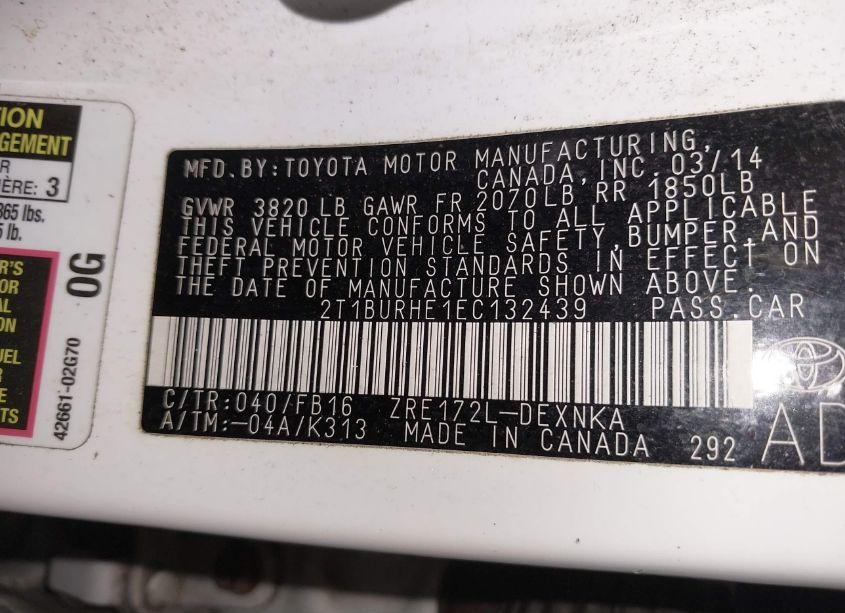 TION
GEMENT
R
IÈRE: 3
865 lbs.
5 lb.
R'S
OR
AL
ION
UEL
R
E
TS
0G
42661-02G70
MFD.BY:TOYOTA MOTOR MANUFACTURING,
CANADA,INC.03/14
GVWR 3820 LB GAWR FR 2070LB,RR 1850LB
THIS VEHICLE CONFORMS TO ALL APPLICABLE
FEDERAL MOTOR VEHICLE SAFETY,BUMPER,AND
THEFT PREVENTION STANDARDS IN EFFECT ON
THE DATE OF MANUFACTURE SHOWN ABOVE.
2T1BURHE1EC132439 PASS.CAR
C/TR:040/FB16 ZRE172L-DEXNKA
A/TM:-04A/K313 MADE IN CANADA 292 AD